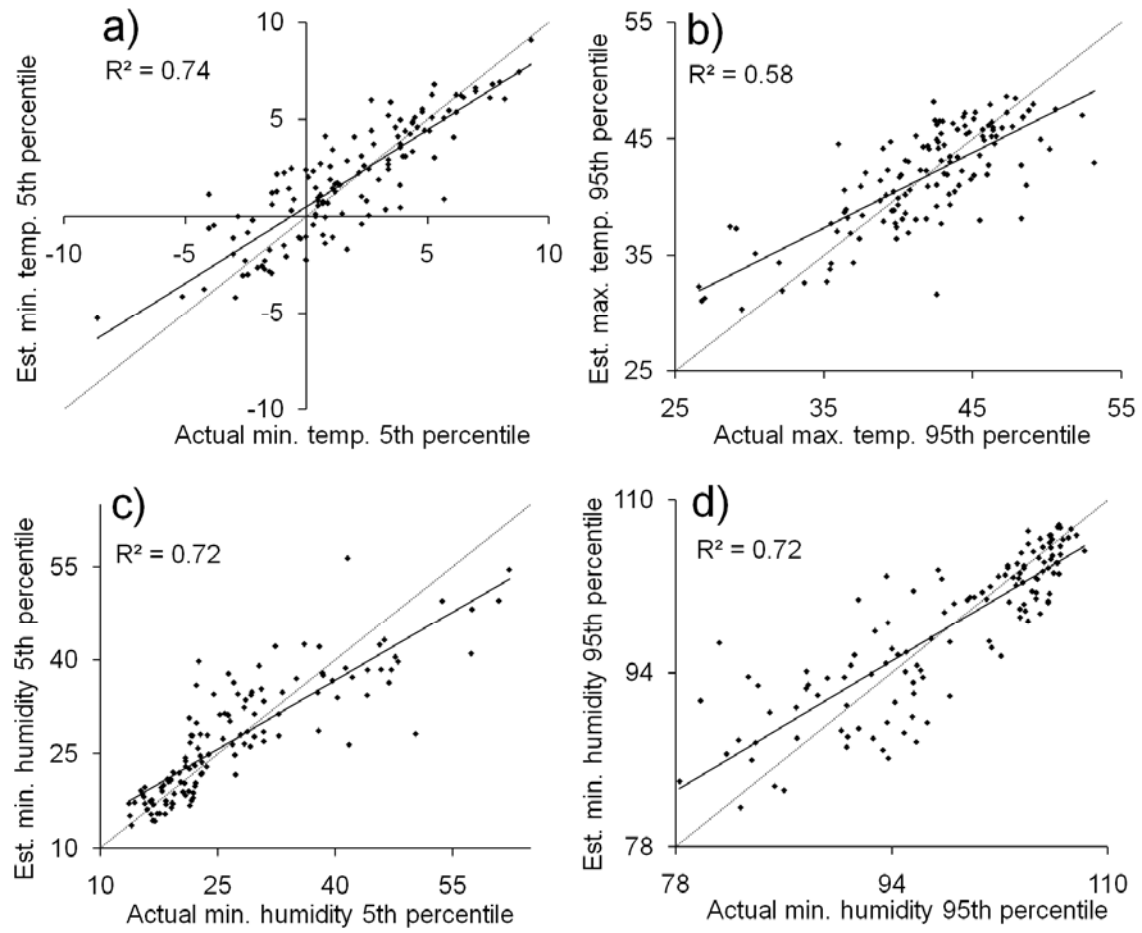 a)
R² = 0.74
10
5
-10
-5
5
10
-5
-10
Est. min. temp. 5th percentile
Actual min. temp. 5th percentile
b)
R² = 0.58
55
45
35
25
25
35
45
55
Est. max. temp. 95th percentile
Actual max. temp. 95th percentile
c)
R² = 0.72
55
40
25
10
10
25
40
55
Est. min. humidity 5th percentile
Actual min. humidity 5th percentile
d)
R² = 0.72
110
94
78
78
94
110
Est. min. humidity 95th percentile
Actual min. humidity 95th percentile